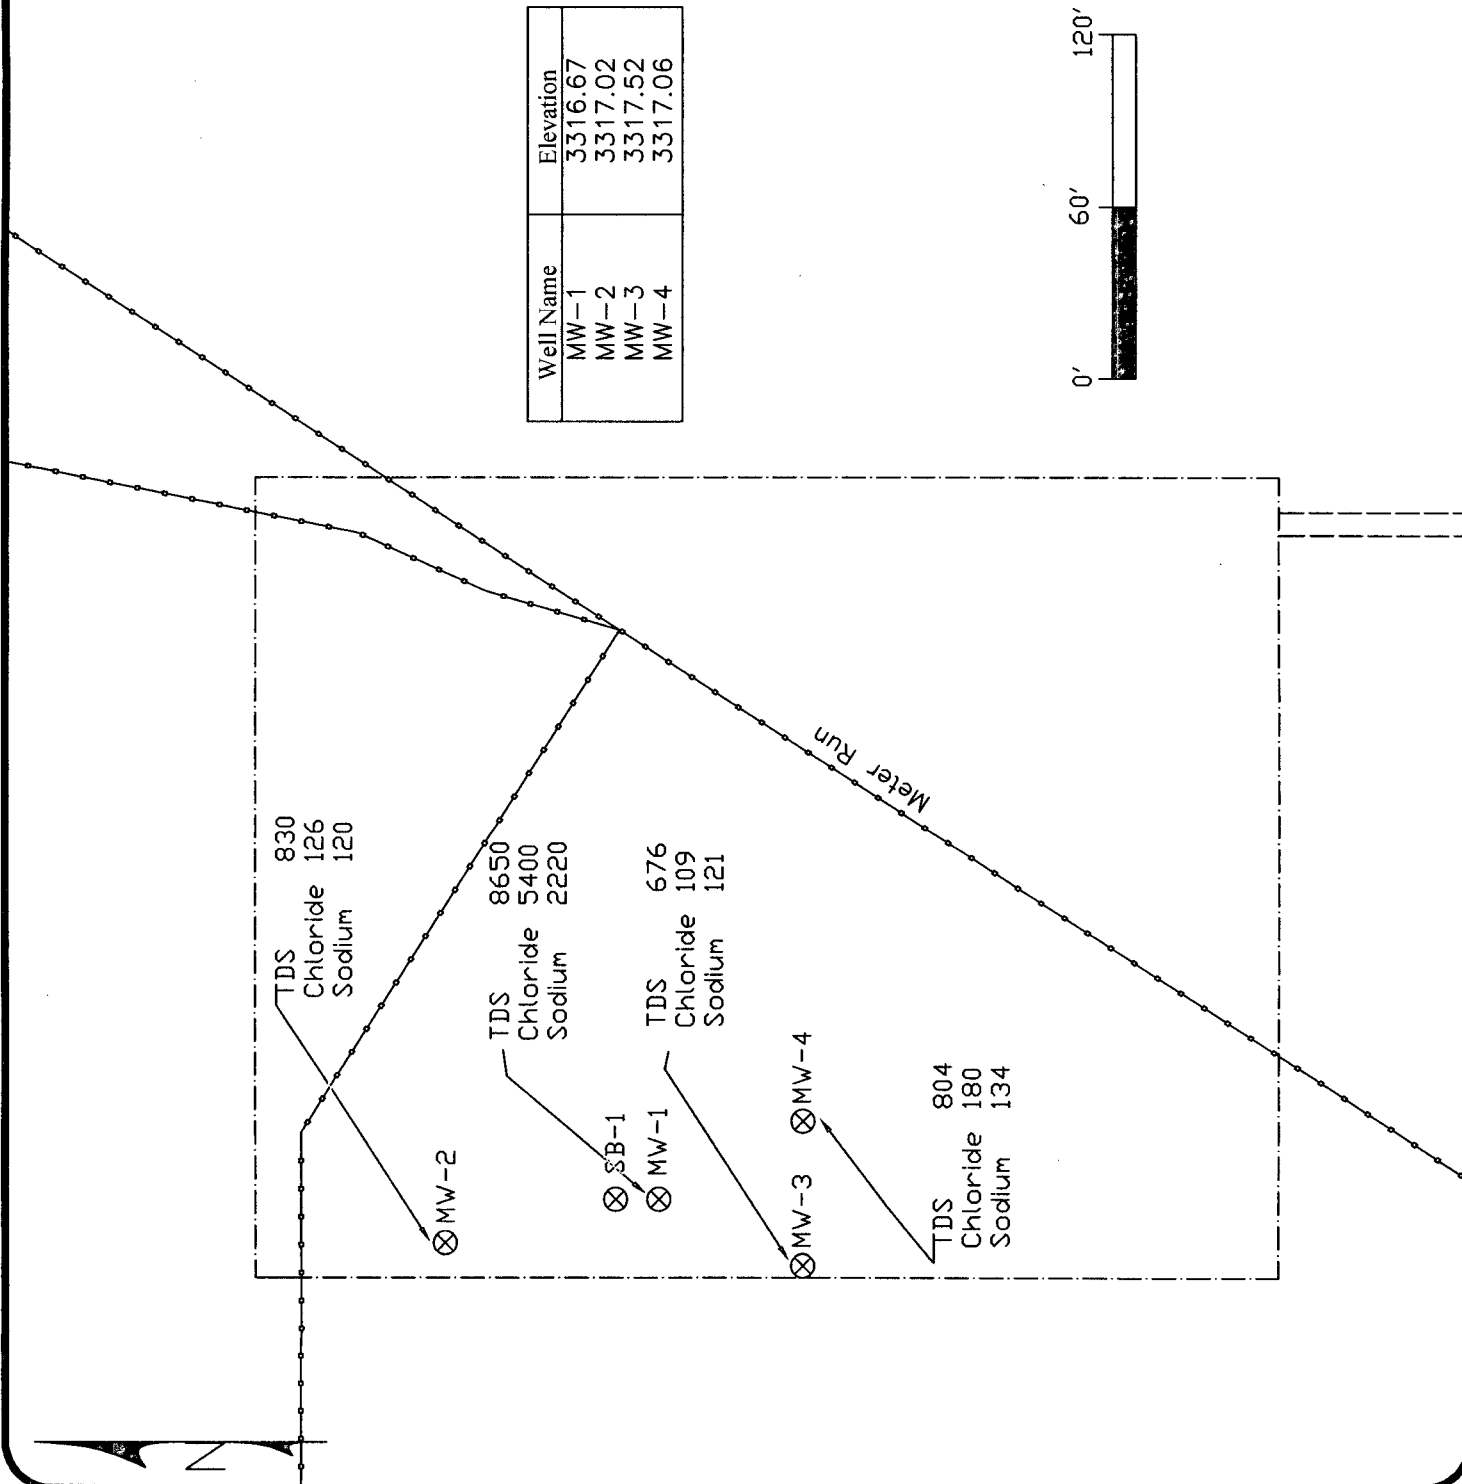 N
TDS 830
Chloride 126
Sodium 120
MW-2
TDS 8650
Chloride 5400
Sodium 2220
SB-1
MW-1
TDS 676
Chloride 109
Sodium 121
MW-3
MW-4
TDS 804
Chloride 180
Sodium 134
Meter Run
Well Name Elevation
MW-1 3316.67
MW-2 3317.02
MW-3 3317.52
MW-4 3317.06
0' 60' 120'